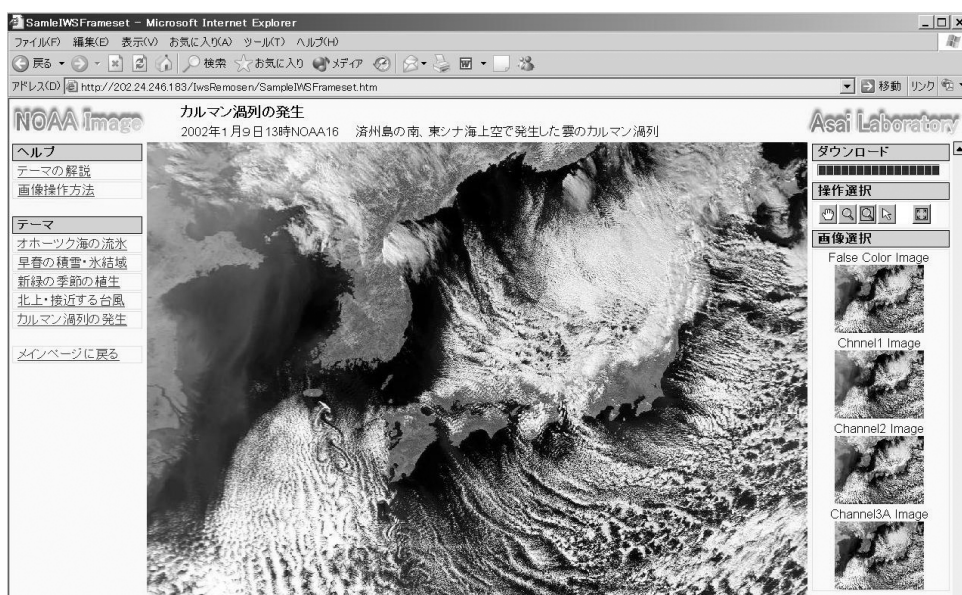 SamleIWSFrameset - Microsoft Internet Explorer
ファイル(F) 編集(E) 表示(V) お気に入り(A) ツール(T) ヘルプ(H)
戻る 検索 お気に入り メディア
アドレス(D) http://202.24.246.183/IwsRemosen/SampleIWSFrameset.htm 移動 リンク
NOAA Image
カルマン渦列の発生
2002年1月9日13時NOAA16 済州島の南、東シナ海上空で発生した雲のカルマン渦列
Asai Laboratory
ヘルプ
テーマの解説
画像操作方法
テーマ
オホーツク海の流氷
早春の積雪・氷結域
新緑の季節の植生
北上・接近する台風
カルマン渦列の発生
メインページに戻る
ダウンロード
操作選択
画像選択
False Color Image
Chnnel1 Image
Channel2 Image
Channel3A Image